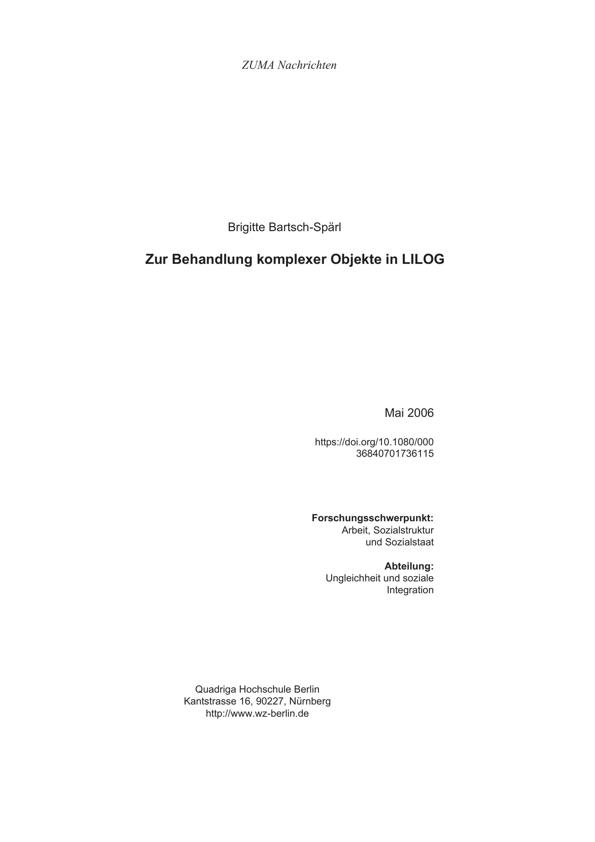 ZUMA Nachrichten
Brigitte Bartsch-Spärl
Zur Behandlung komplexer Objekte in LILOG
Mai 2006
https://doi.org/10.1080/000
36840701736115
Forschungsschwerpunkt:
Arbeit, Sozialstruktur
und Sozialstaat
Abteilung:
Ungleichheit und soziale
Integration
Quadriga Hochschule Berlin
Kantstrasse 16, 90227, Nürnberg
http://www.wz-berlin.de